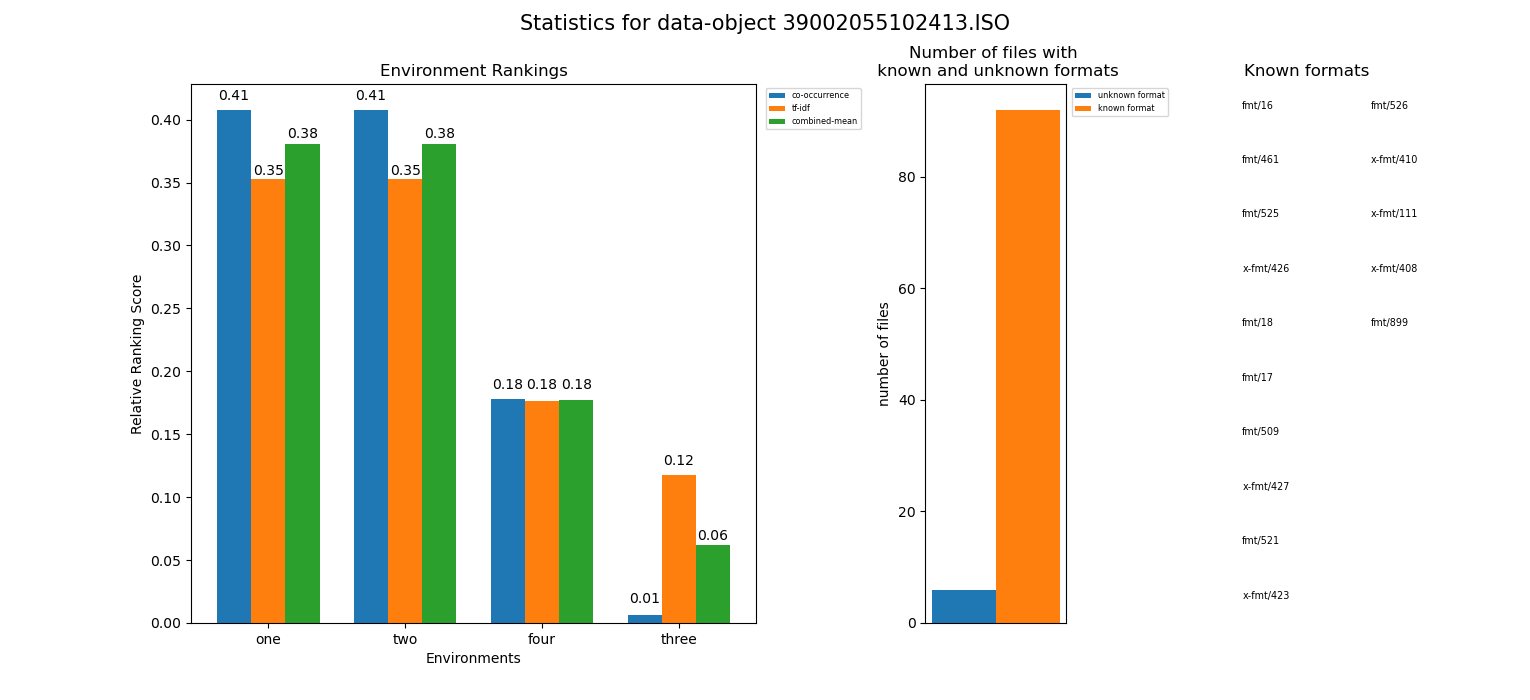 Statistics for data-object 39002055102413.ISO
Environment Rankings
0.41
0.35
0.38
0.41
0.35
0.38
0.18
0.18
0.18
0.01
0.12
0.06
0.40
0.35
0.30
0.25
0.20
0.15
0.10
0.05
0.00
Relative Ranking Score
one
two
four
three
Environments
co-occurrence
tf-idf
combined-mean
Number of files with
known and unknown formats
80
60
40
20
0
number of files
unknown format
known format
Known formats
fmt/16
fmt/526
fmt/461
x-fmt/410
fmt/525
x-fmt/111
x-fmt/426
x-fmt/408
fmt/18
fmt/899
fmt/17
fmt/509
x-fmt/427
fmt/521
x-fmt/423